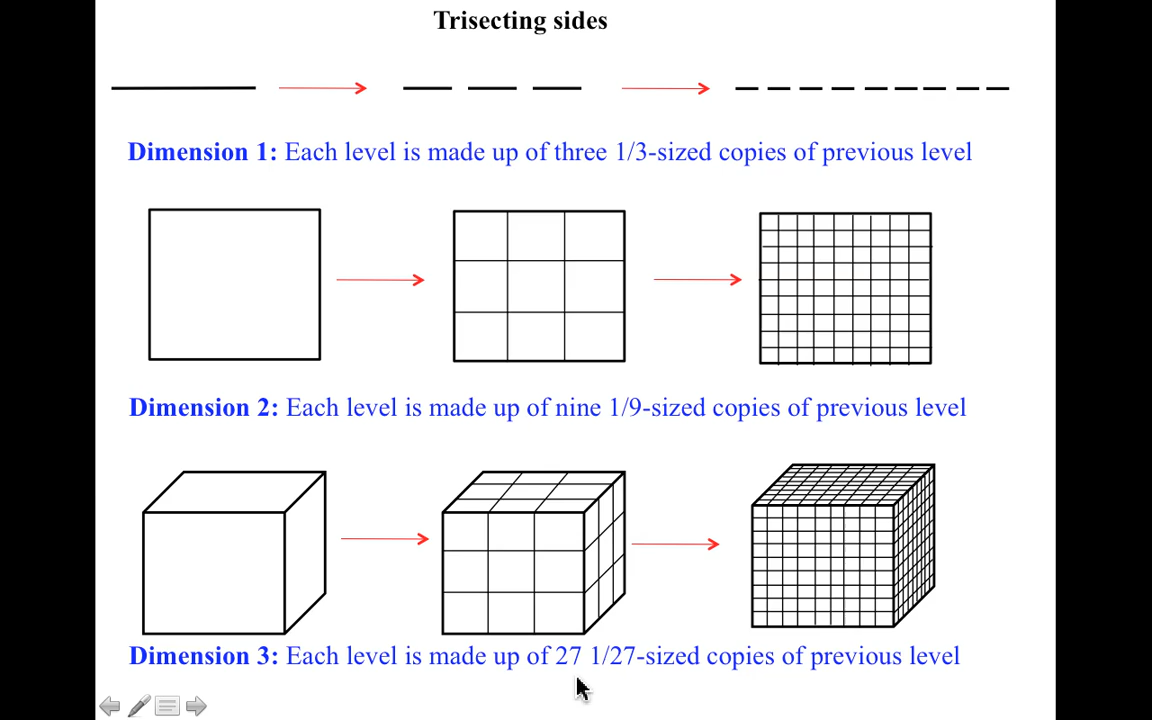 Trisecting sides
Dimension 1: Each level is made up of three 1/3-sized copies of previous level
Dimension 2: Each level is made up of nine 1/9-sized copies of previous level
Dimension 3: Each level is made up of 27 1/27-sized copies of previous level